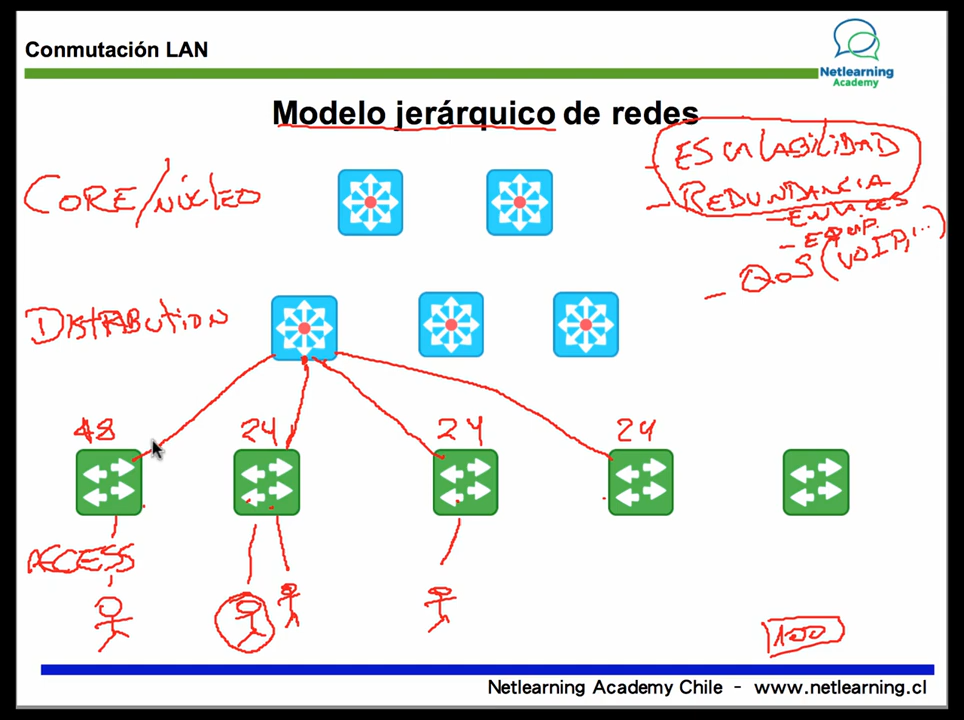 Conmutación LAN
Netlearning
Academy
Modelo jerárquico de redes
- ESCALABILIDAD
CORE/NÚCLEO
- REDUNDANCIA
- ENLACES
- EQUIP.
- QoS (VOIP, ...)
DISTRIBUTION
48
24
24
24
ACCESS
100
Netlearning Academy Chile - www.netlearning.cl